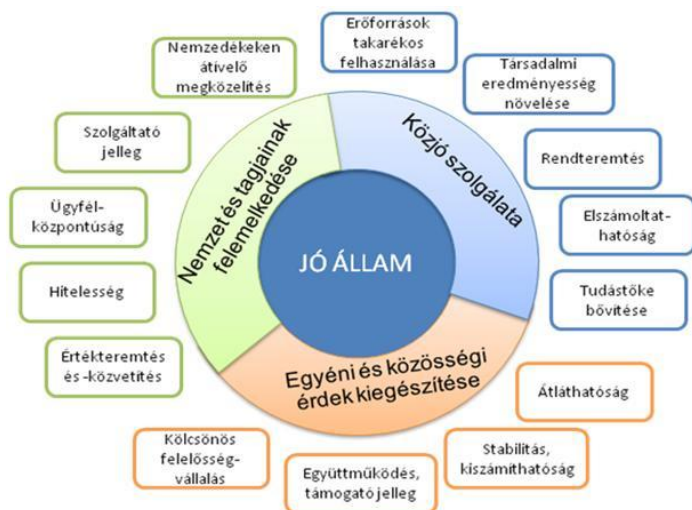 Erőforrások
takarékos
felhasználása
Nemzedékeken
átívelő
megközelítés
Társadalmi
eredményesség
növelése
Szolgáltató
jelleg
Rendteremtés
Ügyfél-
központúság
Elszámoltat-
hatóság
Hitelesség
Tudástőke
bővítése
Értékteremtés
és -közvetítés
Átláthatóság
Kölcsönös
felelősség-
vállalás
Együttműködés,
támogató jelleg
Stabilitás,
kiszámíthatóság
Nemzet és tagjainak
felemelkedése
Közjó szolgálata
Egyéni és közösségi
érdek kiegészítése
JÓ ÁLLAM